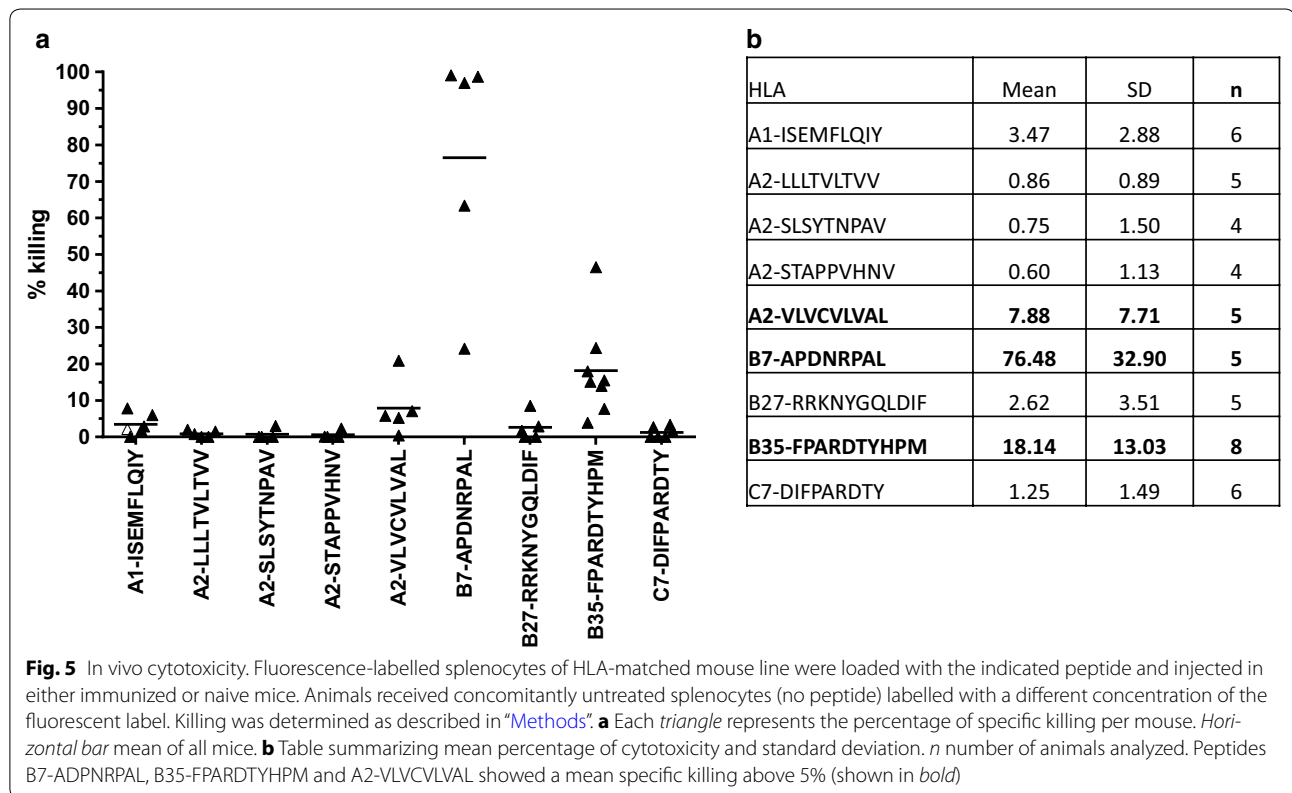 a
100
90
80
70
60
50
40
30
20
10
0
% killing
A1-ISEMFLQIY
A2-LLLTVLTVV
A2-SLSYTNPAV
A2-STAPPVHNV
A2-VLVCVLVAL
B7-APDNRPAL
B27-RRKNYGQLDIF
B35-FPARDTYHPM
C7-DIFPARDTY
b
HLA Mean SD n
A1-ISEMFLQIY 3.47 2.88 6
A2-LLLTVLTVV 0.86 0.89 5
A2-SLSYTNPAV 0.75 1.50 4
A2-STAPPVHNV 0.60 1.13 4
A2-VLVCVLVAL 7.88 7.71 5
B7-APDNRPAL 76.48 32.90 5
B27-RRKNYGQLDIF 2.62 3.51 5
B35-FPARDTYHPM 18.14 13.03 8
C7-DIFPARDTY 1.25 1.49 6
Fig. 5 In vivo cytotoxicity. Fluorescence-labelled splenocytes of HLA-matched mouse line were loaded with the indicated peptide and injected in
either immunized or naive mice. Animals received concomitantly untreated splenocytes (no peptide) labelled with a different concentration of the
fluorescent label. Killing was determined as described in “Methods”. a Each triangle represents the percentage of specific killing per mouse. Hori-
zontal bar mean of all mice. b Table summarizing mean percentage of cytotoxicity and standard deviation. n number of animals analyzed. Peptides
B7-ADPNRPAL, B35-FPARDTYHPM and A2-VLVCVLVAL showed a mean specific killing above 5% (shown in bold)